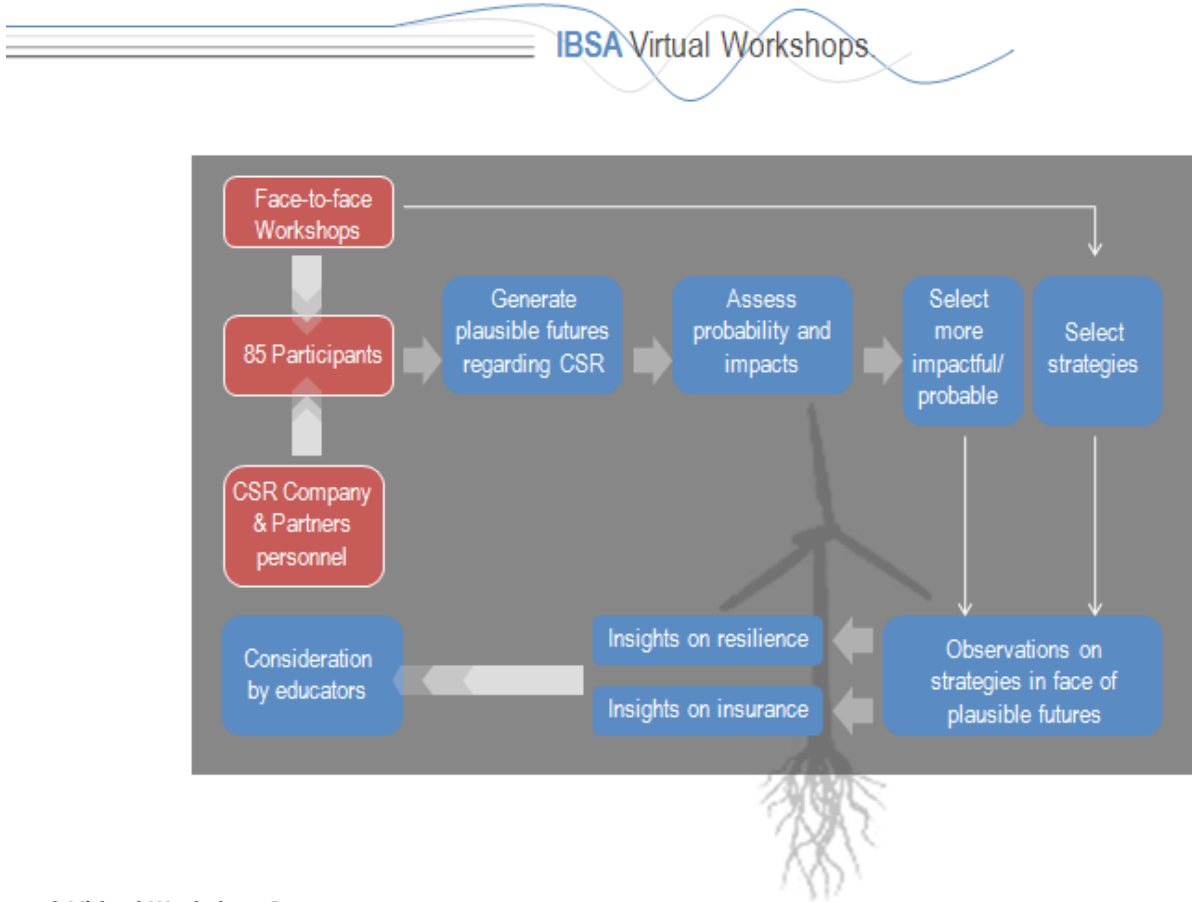 IBSA Virtual Workshops.
Face-to-face
Workshops
85 Participants
CSR Company
& Partners
personnel
Generate
plausible futures
regarding CSR
Assess
probability and
impacts
Select
more
impactful/
probable
Select
strategies
Observations on
strategies in face of
plausible futures
Insights on resilience
Insights on insurance
Consideration
by educators